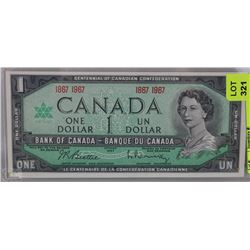 CENTENNIAL OF CANADIAN CONFEDERATION
1867 1967 1867 1967
CANADA
ONE DOLLAR 1 UN DOLLAR
BANK OF CANADA - BANQUE DU CANADA
LE CENTENAIRE DE LA CONFÉDÉRATION CANADIENNE
ONE UN
1
LOT 321